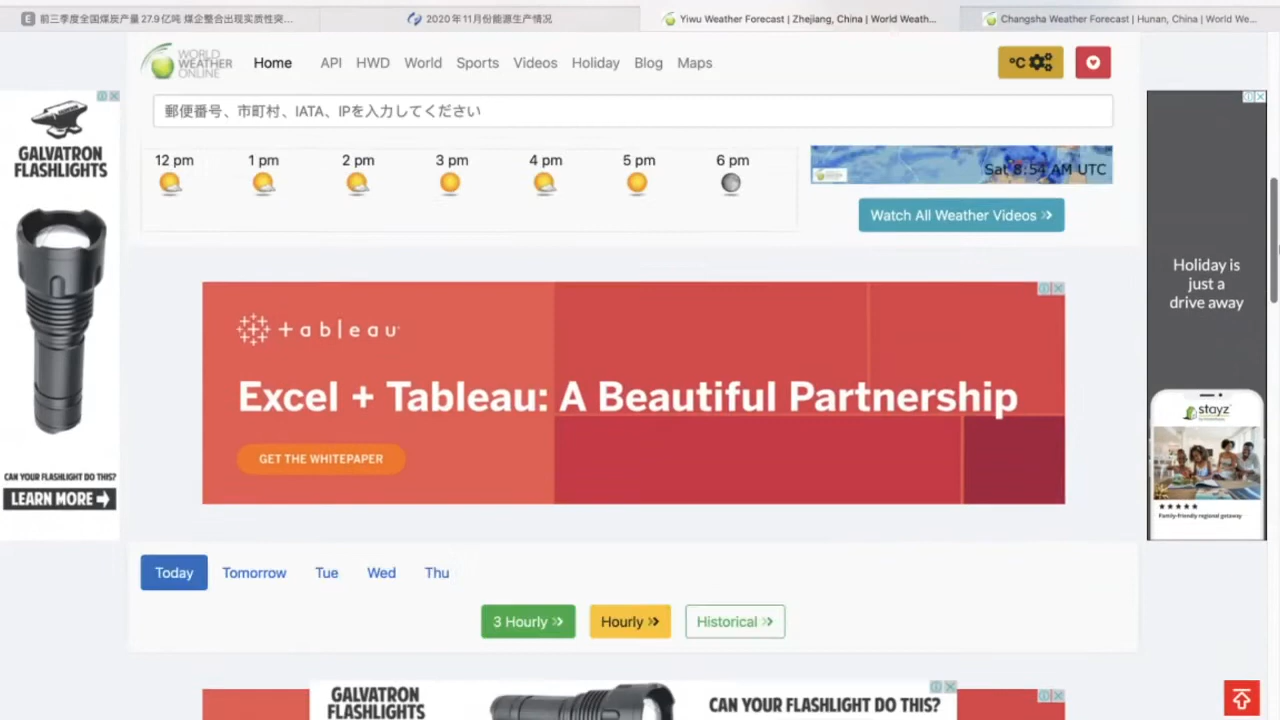 前三季度全国煤炭产量27.9亿吨 煤企整合出现实质性突...
2020年11月份能源生产情况
Yiwu Weather Forecast | Zhejiang, China | World Weath...
Changsha Weather Forecast | Hunan, China | World We...
WORLD
WEATHER
ONLINE
Home
API
HWD
World
Sports
Videos
Holiday
Blog
Maps
°C
郵便番号、市町村、IATA、IPを入力してください
12 pm
1 pm
2 pm
3 pm
4 pm
5 pm
6 pm
Sat 8:54 AM UTC
Watch All Weather Videos »
GALVATRON
FLASHLIGHTS
CAN YOUR FLASHLIGHT DO THIS?
LEARN MORE
+ableau
Excel + Tableau: A Beautiful Partnership
GET THE WHITEPAPER
Holiday is
just a
drive away
stayz
Family-friendly regional getaway
Today
Tomorrow
Tue
Wed
Thu
3 Hourly »
Hourly »
Historical »
GALVATRON
FLASHLIGHTS
CAN YOUR FLASHLIGHT DO THIS?